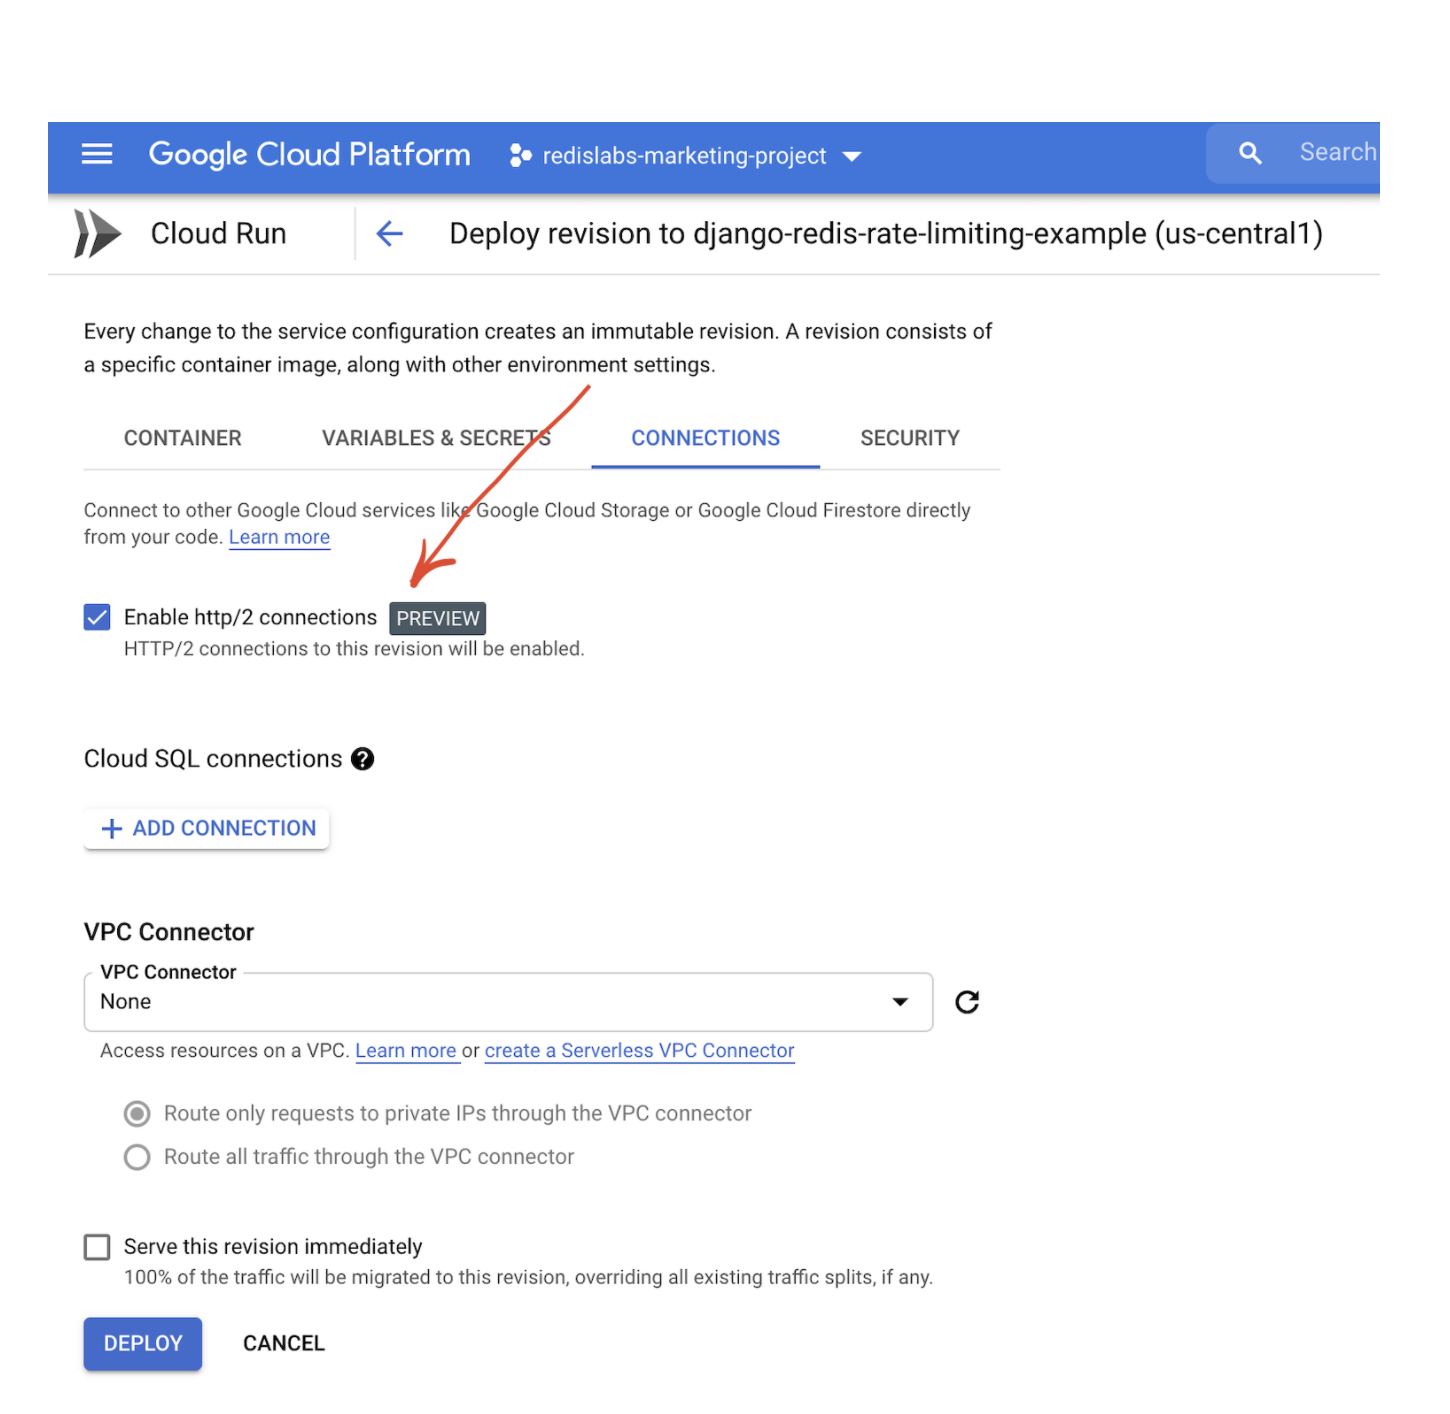 Google Cloud Platform redislabs-marketing-project Search
Cloud Run Deploy revision to django-redis-rate-limiting-example (us-central1)
Every change to the service configuration creates an immutable revision. A revision consists of
a specific container image, along with other environment settings.
CONTAINER VARIABLES & SECRETS CONNECTIONS SECURITY
Connect to other Google Cloud services like Google Cloud Storage or Google Cloud Firestore directly
from your code. Learn more
Enable http/2 connections PREVIEW
HTTP/2 connections to this revision will be enabled.
Cloud SQL connections ?
+ ADD CONNECTION
VPC Connector
VPC Connector
None
Access resources on a VPC. Learn more or create a Serverless VPC Connector
Route only requests to private IPs through the VPC connector
Route all traffic through the VPC connector
Serve this revision immediately
100% of the traffic will be migrated to this revision, overriding all existing traffic splits, if any.
DEPLOY CANCEL